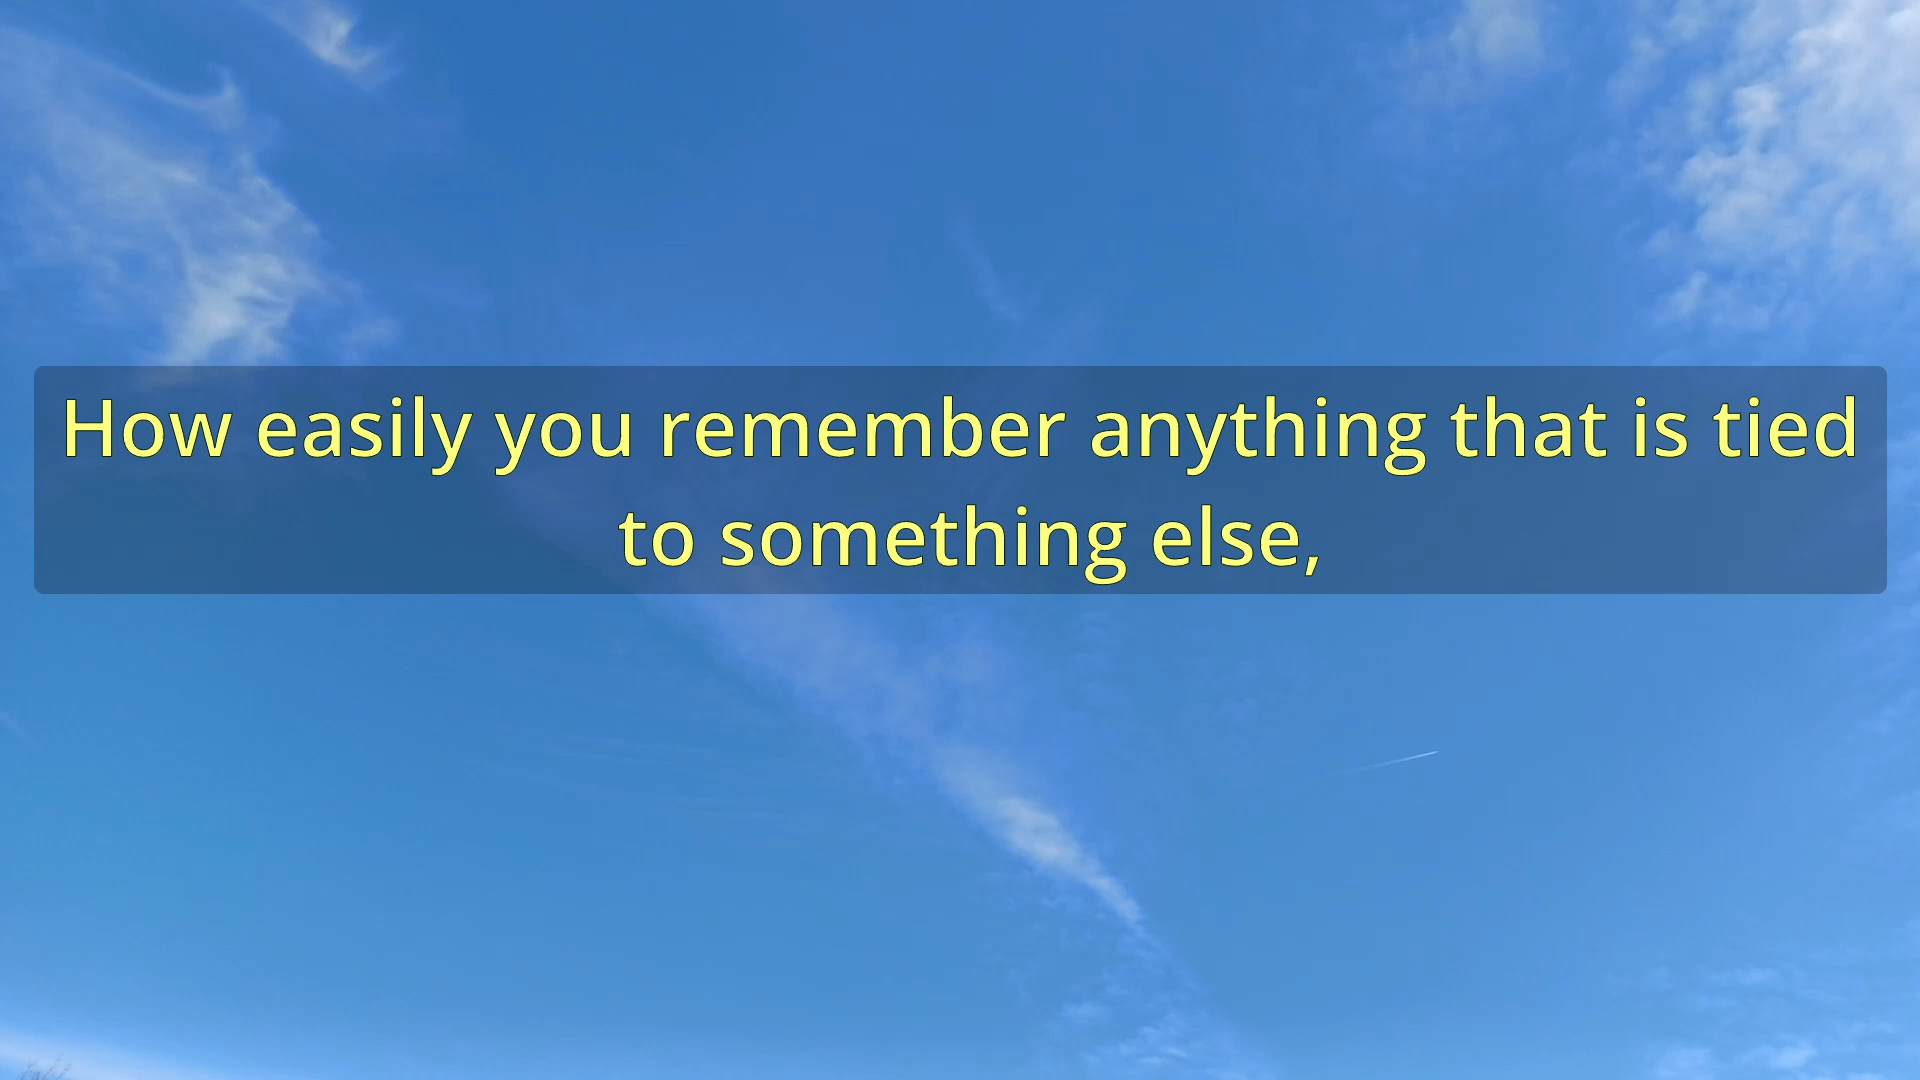 How easily you remember anything that is tied
to something else,